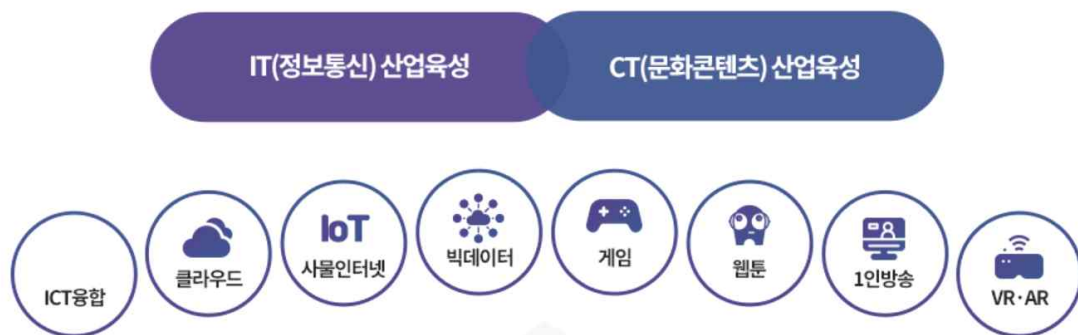 IT(정보통신) 산업육성
CT(문화콘텐츠) 산업육성
ICT융합
클라우드
IoT
사물인터넷
빅데이터
게임
웹툰
1인방송
VR·AR